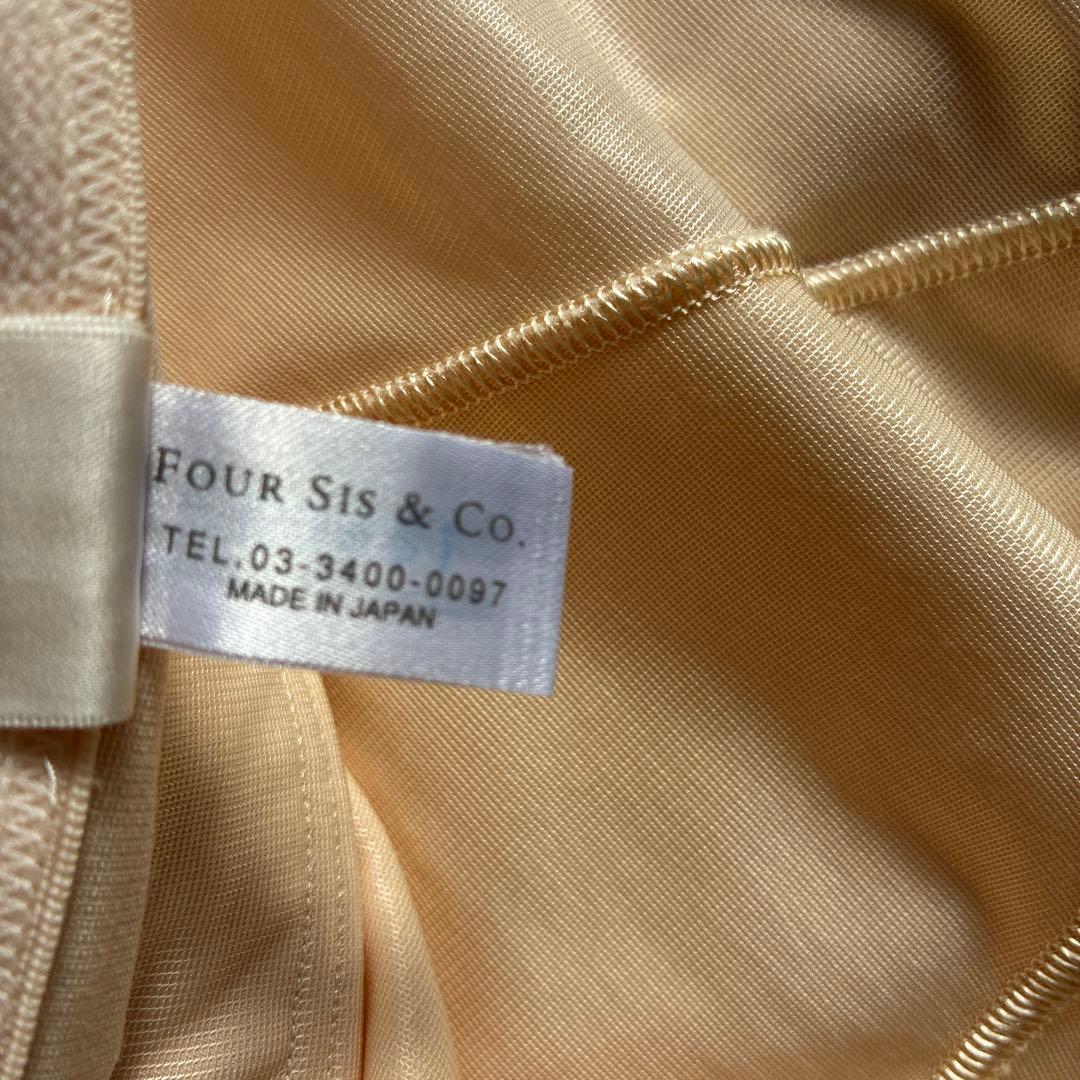 FOUR SIS & CO.
TEL.03-3400-0097
MADE IN JAPAN